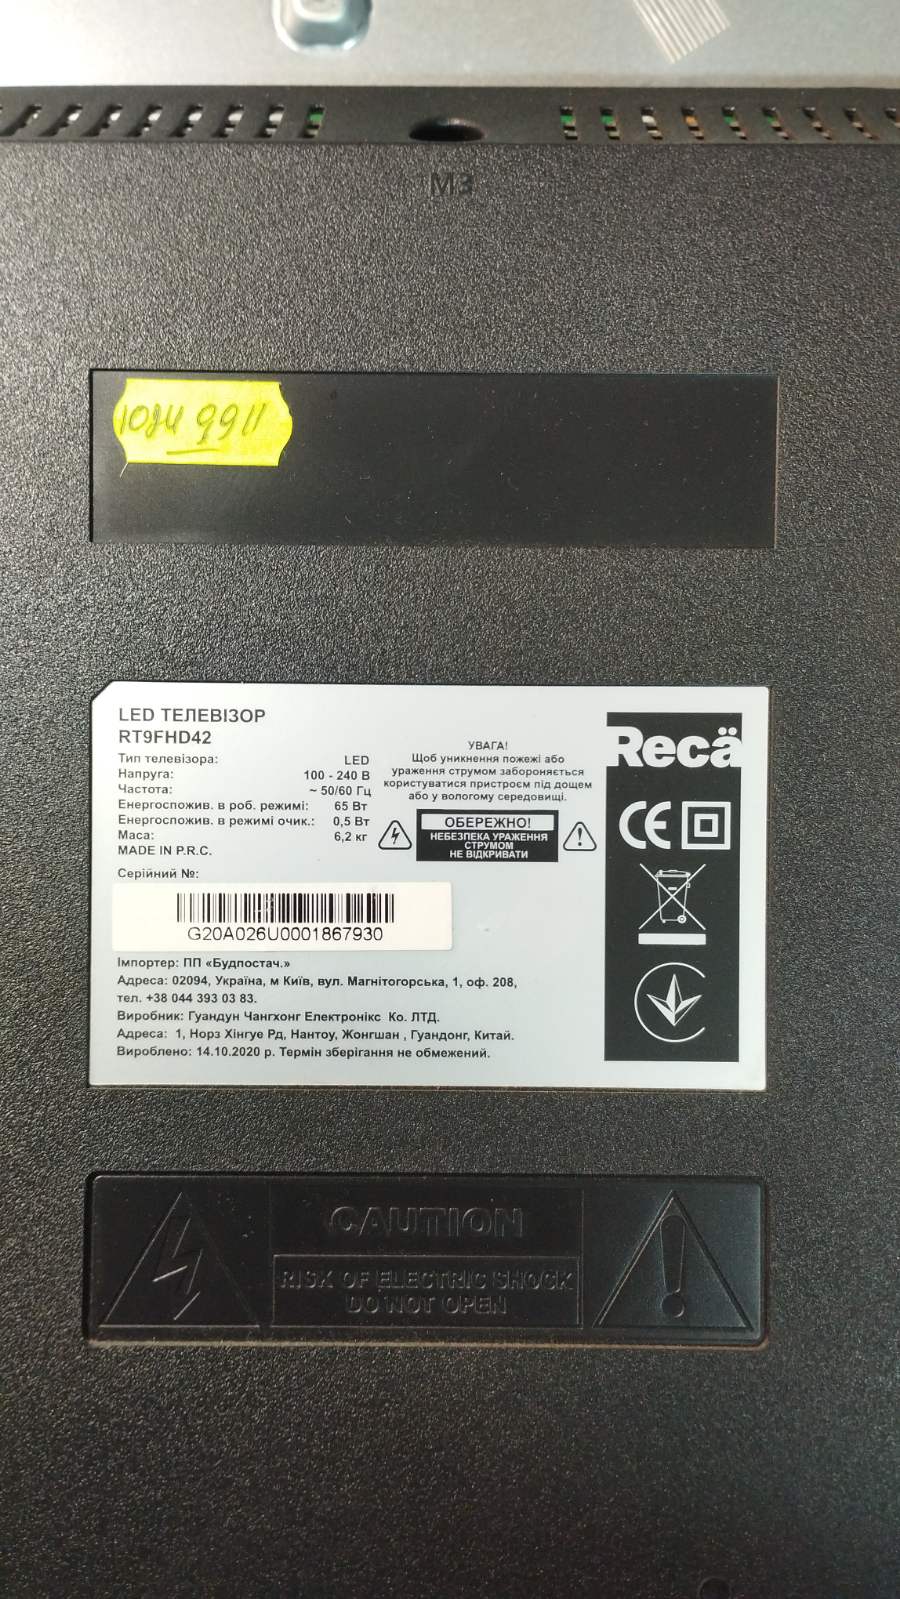 M3
9911
LED ТЕЛЕВІЗОР
RT9FHD42
Тип телевізора: LED
Напруга: 100 - 240 В
Частота: ~ 50/60 Гц
Енергоспожив. в роб. режимі: 65 Вт
Енергоспожив. в режимі очик.: 0,5 Вт
Маса: 6,2 кг
MADE IN P.R.C.
Серійний №:
G20A026U0001867930
УВАГА!
Щоб уникнення пожежі або
ураження струмом забороняється
користуватися пристроєм під дощем
або у вологому середовищі.
ОБЕРЕЖНО!
НЕБЕЗПЕКА УРАЖЕННЯ
СТРУМОМ
НЕ ВІДКРИВАТИ
Recä
CE
Імпортер: ПП «Будпостач.»
Адреса: 02094, Україна, м Київ, вул. Магнітогорська, 1, оф. 208,
тел. +38 044 393 03 83.
Виробник: Гуандун Чангхонг Електронікс Ко. ЛТД.
Адреса: 1, Норз Хінгуе Рд, Нантоу, Жонгшан , Гуандонг, Китай.
Вироблено: 14.10.2020 р. Термін зберігання не обмежений.
CAUTION
RISK OF ELECTRIC SHOCK
DO NOT OPEN